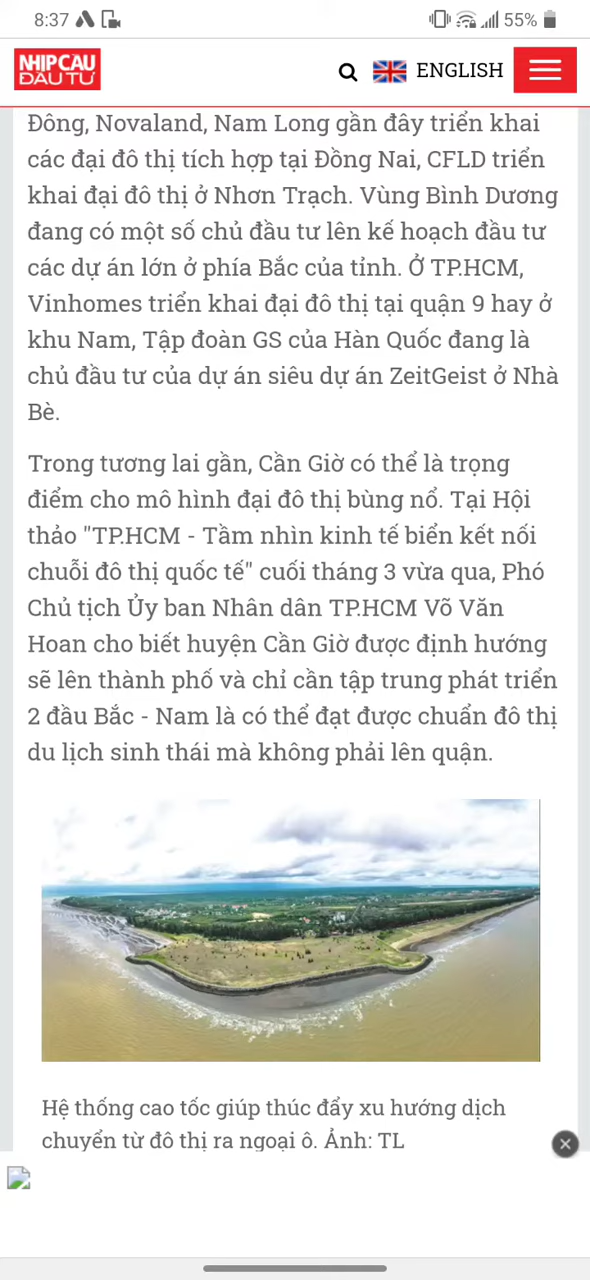 8:37
55%
NHỊP CẦU
ĐẦU TƯ
ENGLISH
Đông, Novaland, Nam Long gần đây triển khai
các đại đô thị tích hợp tại Đồng Nai, CFLD triển
khai đại đô thị ở Nhơn Trạch. Vùng Bình Dương
đang có một số chủ đầu tư lên kế hoạch đầu tư
các dự án lớn ở phía Bắc của tỉnh. Ở TP.HCM,
Vinhomes triển khai đại đô thị tại quận 9 hay ở
khu Nam, Tập đoàn GS của Hàn Quốc đang là
chủ đầu tư của dự án siêu dự án ZeitGeist ở Nhà
Bè.
Trong tương lai gần, Cần Giờ có thể là trọng
điểm cho mô hình đại đô thị bùng nổ. Tại Hội
thảo "TP.HCM - Tầm nhìn kinh tế biển kết nối
chuỗi đô thị quốc tế" cuối tháng 3 vừa qua, Phó
Chủ tịch Ủy ban Nhân dân TP.HCM Võ Văn
Hoan cho biết huyện Cần Giờ được định hướng
sẽ lên thành phố và chỉ cần tập trung phát triển
2 đầu Bắc - Nam là có thể đạt được chuẩn đô thị
du lịch sinh thái mà không phải lên quận.
Hệ thống cao tốc giúp thúc đẩy xu hướng dịch
chuyển từ đô thị ra ngoại ô. Ảnh: TL